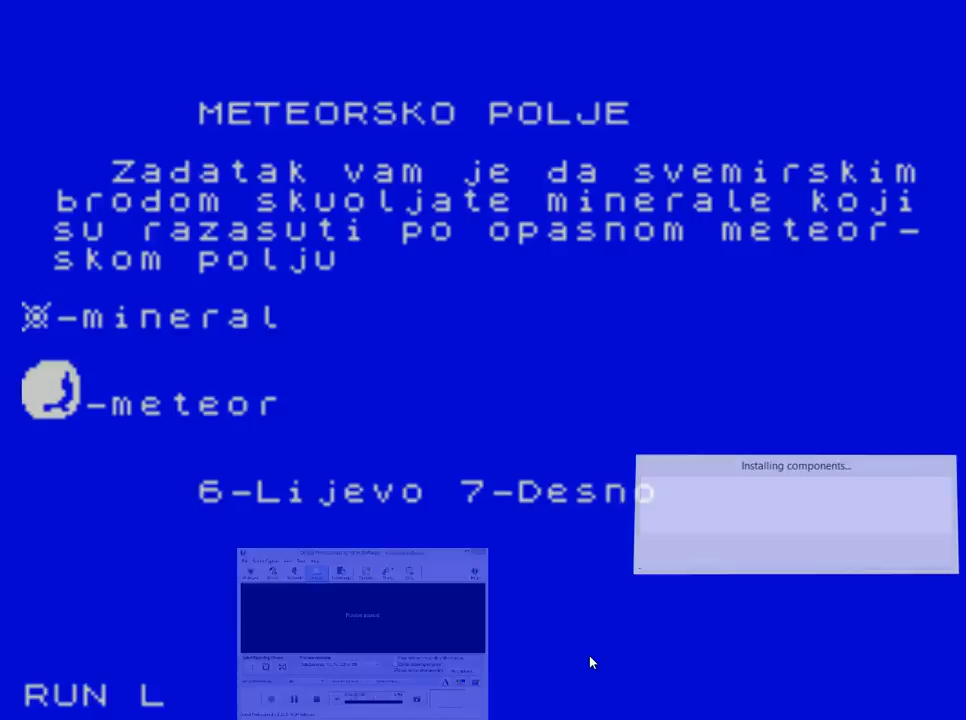 METEORSKO POLJE
Zadatak vam je da svemirskim
brodom skuoljate minerale koji
su razasuti po opasnom meteor-
skom polju
-mineral
-meteor
6-Lijevo 7-Desno
Installing components...
RUN L